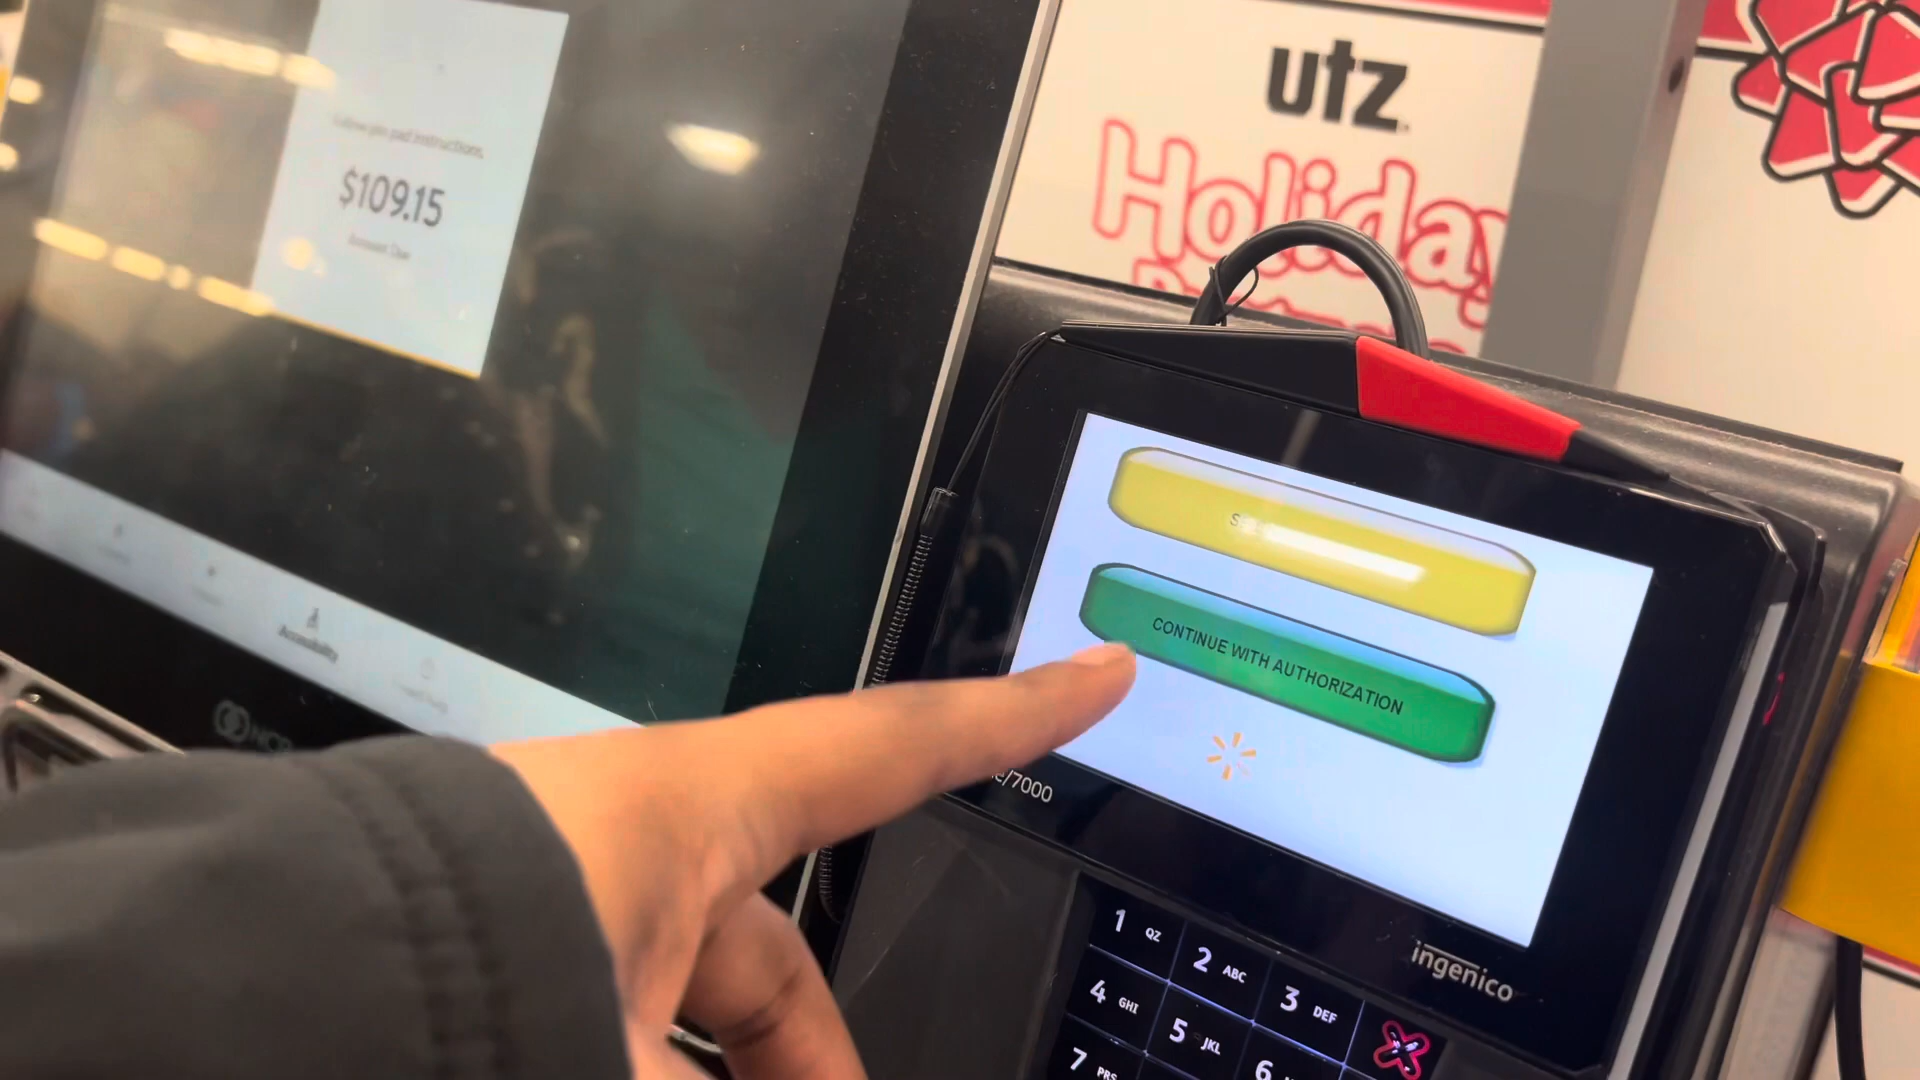 Follow pin pad instructions.
$109.15
Amount Due
Accessibility
NCR
utz
Holiday
CONTINUE WITH AUTHORIZATION
/7000
ingenico
1 QZ
2 ABC
3 DEF
4 GHI
5 JKL
6
7 PRS